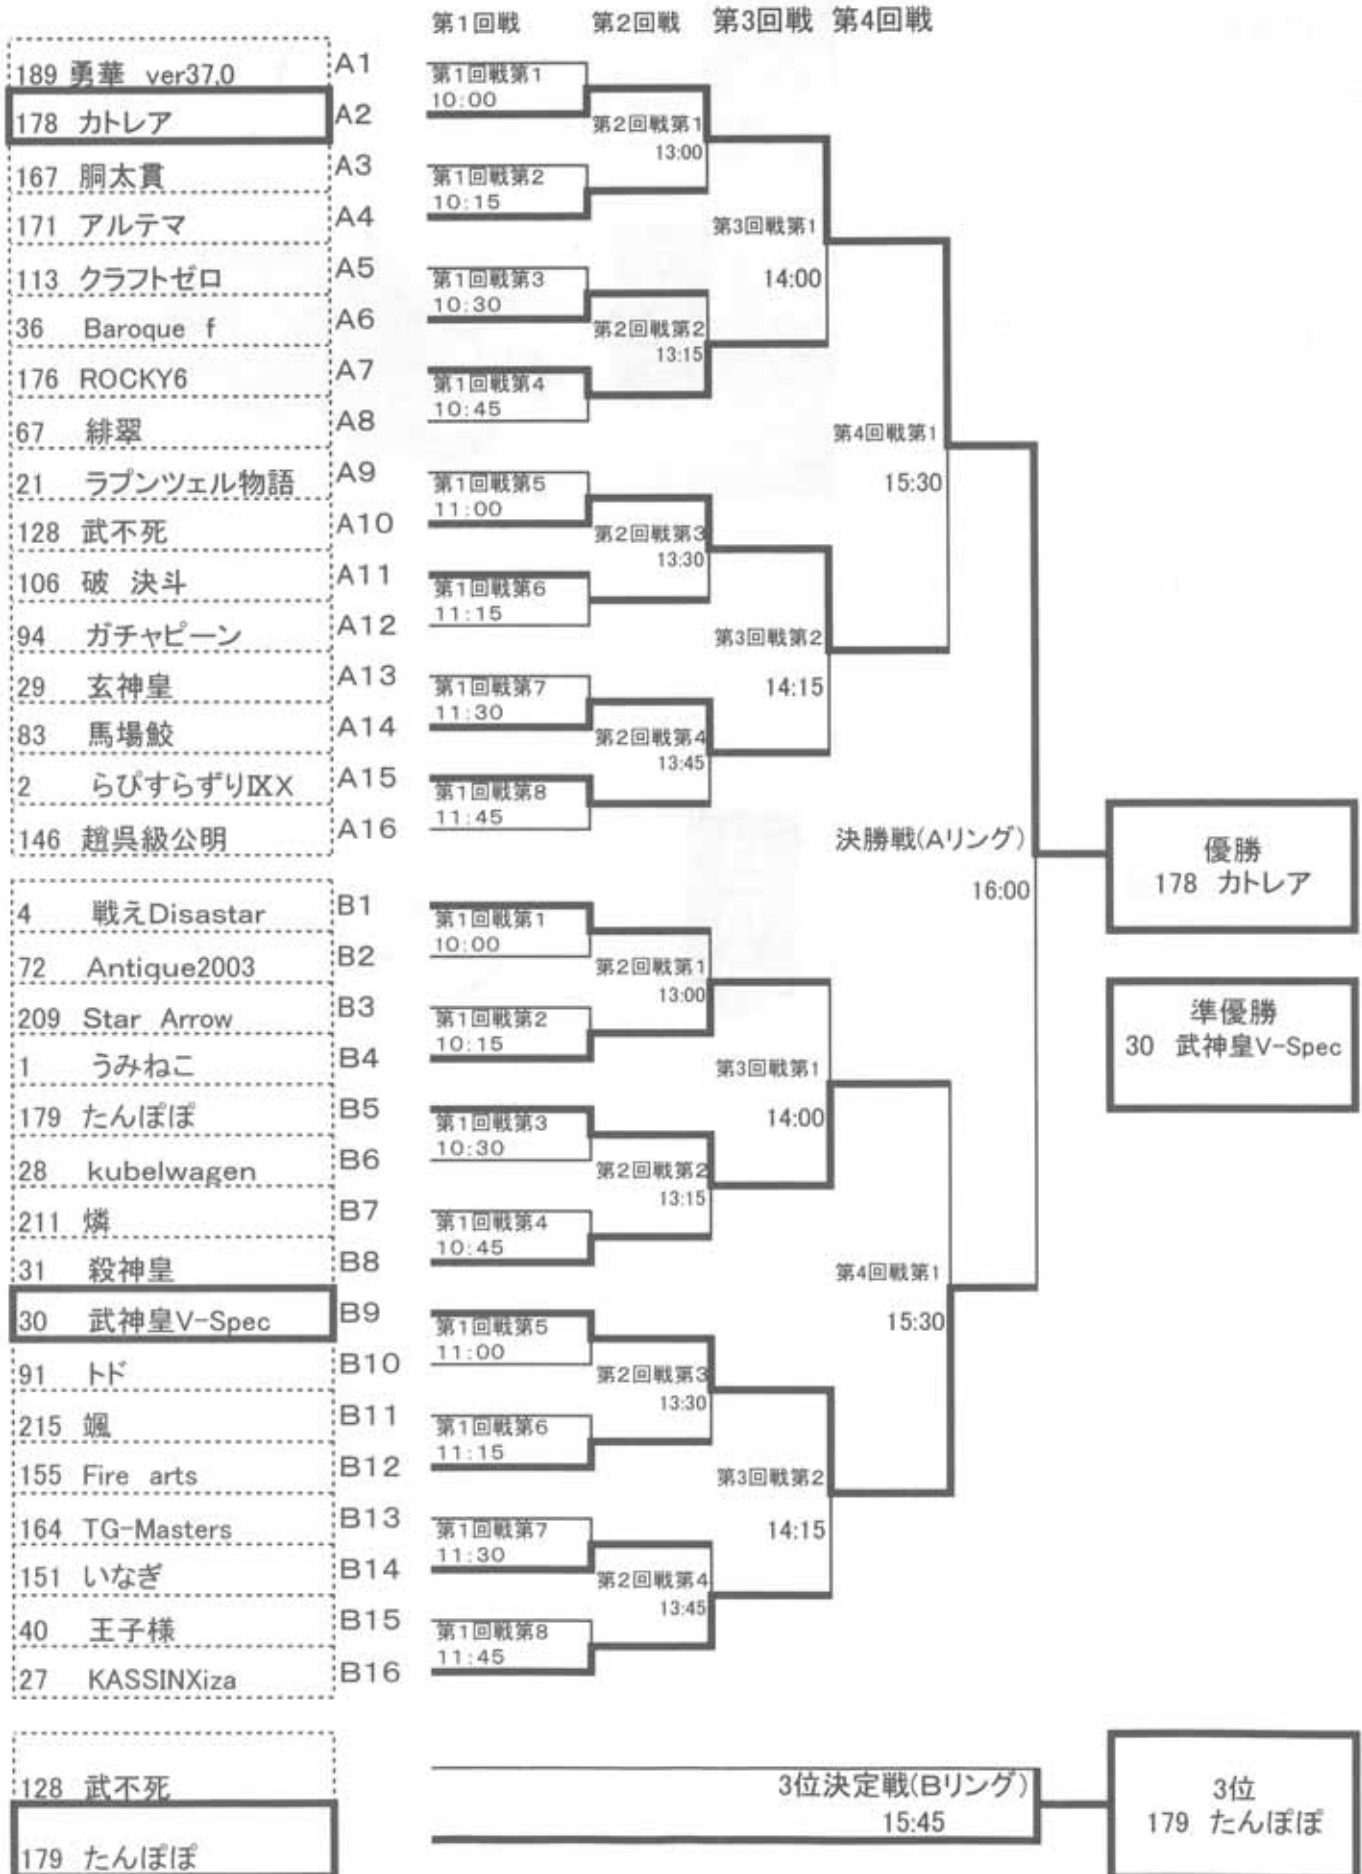 第1回戦 第2回戦 第3回戦 第4回戦
189 勇華 ver37,0 A1
第1回戦第1
10:00
178 カトレア A2
第2回戦第1
13:00
167 胴太貫 A3
第1回戦第2
10:15
171 アルテマ A4
第3回戦第1
14:00
113 クラフトゼロ A5
第1回戦第3
10:30
36 Baroque f A6
第2回戦第2
13:15
176 ROCKY6 A7
第1回戦第4
10:45
67 緋翠 A8
第4回戦第1
15:30
21 ラプンツェル物語 A9
第1回戦第5
11:00
128 武不死 A10
第2回戦第3
13:30
106 破 決斗 A11
第1回戦第6
11:15
94 ガチャピーン A12
第3回戦第2
14:15
29 玄神皇 A13
第1回戦第7
11:30
83 馬場鮫 A14
第2回戦第4
13:45
2 らぴすらずりⅨX A15
第1回戦第8
11:45
146 趙呉級公明 A16
決勝戦(Aリング)
16:00
優勝
178 カトレア
4 戦えDisastar B1
第1回戦第1
10:00
72 Antique2003 B2
第2回戦第1
13:00
209 Star Arrow B3
第1回戦第2
10:15
1 うみねこ B4
準優勝
30 武神皇V-Spec
第3回戦第1
14:00
179 たんぽぽ B5
第1回戦第3
10:30
28 kubelwagen B6
第2回戦第2
13:15
211 燐 B7
第1回戦第4
10:45
31 殺神皇 B8
第4回戦第1
15:30
30 武神皇V-Spec B9
第1回戦第5
11:00
91 トド B10
第2回戦第3
13:30
215 颯 B11
第1回戦第6
11:15
155 Fire arts B12
第3回戦第2
14:15
164 TG-Masters B13
第1回戦第7
11:30
151 いなぎ B14
第2回戦第4
13:45
40 王子様 B15
第1回戦第8
11:45
27 KASSINXiza B16
128 武不死
3位決定戦(Bリング)
15:45
179 たんぽぽ
3位
179 たんぽぽ